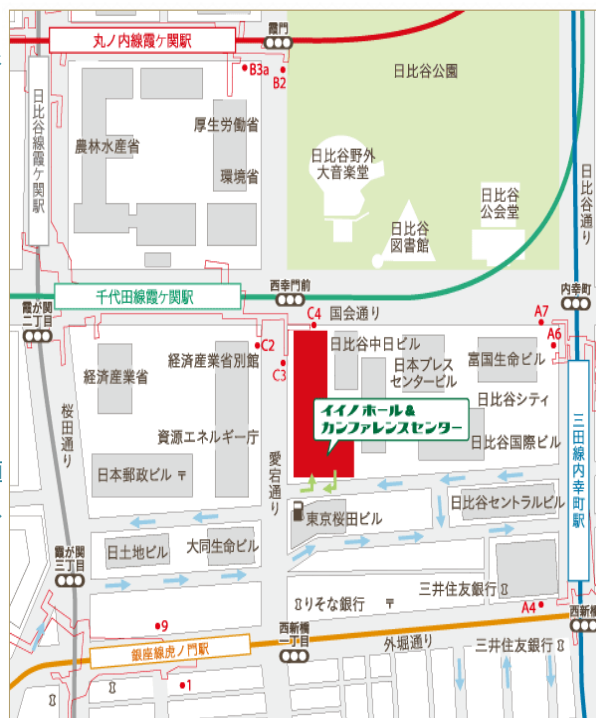 霞門
丸ノ内線霞ケ関駅
B3a
B2
日比谷公園
日比谷線霞ケ関駅
厚生労働省
農林水産省
環境省
日比谷野外
大音楽堂
日比谷
公会堂
日比谷
図書館
日比谷通り
西幸門前
内幸町
千代田線霞ケ関駅
霞が関
二丁目
C4
国会通り
A7
A6
C2
C3
日比谷中日ビル
経済産業省別館
経済産業省
日本プレス
センタービル
富国生命ビル
日比谷シティ
イイノホール&
カンファレンスセンター
桜田通り
資源エネルギー庁
愛宕通り
日比谷国際ビル
三田線内幸町駅
日本郵政ビル 〒
日比谷セントラルビル
東京桜田ビル
霞が関
三丁目
日土地ビル
大同生命ビル
三井住友銀行
りそな銀行
〒
A4
9
西新橋
一丁目
西新橋
銀座線虎ノ門駅
外堀通り
三井住友銀行
1